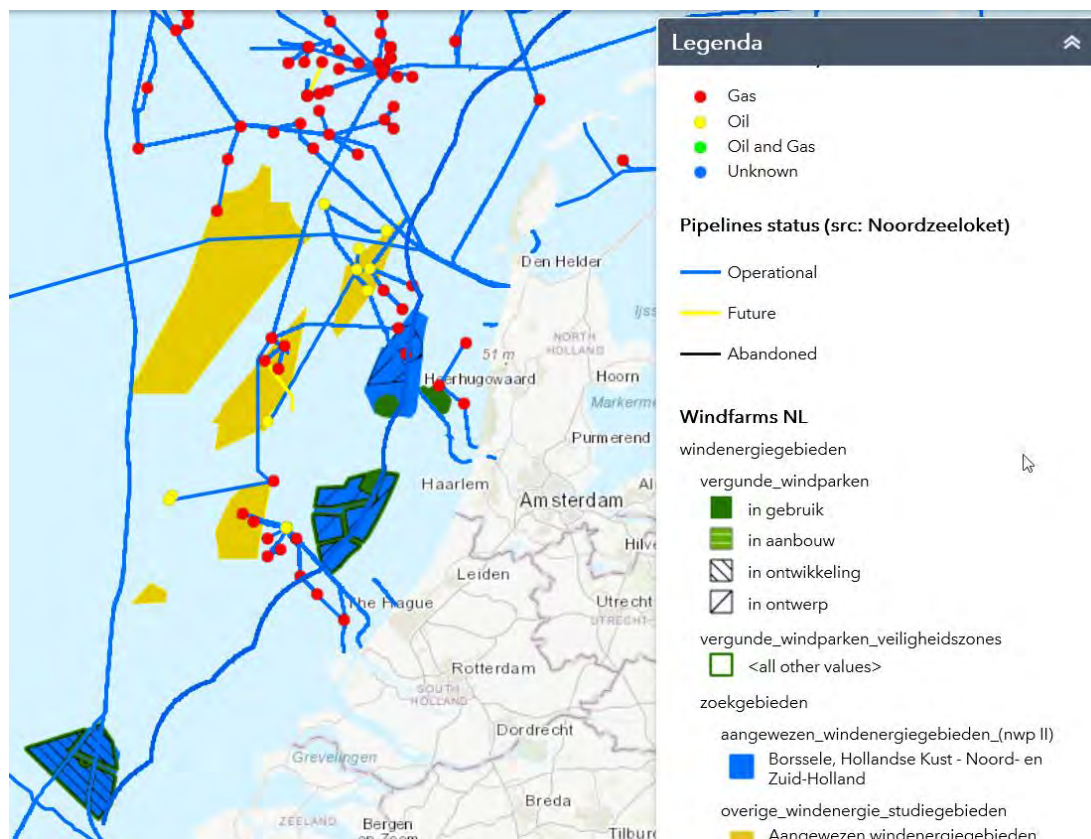 Legenda
Gas
Oil
Oil and Gas
Unknown
Pipelines status (src: Noordzeeloket)
Operational
Future
Abandoned
Windfarms NL
windenergiegebieden
vergunde_windparken
in gebruik
in aanbouw
in ontwikkeling
in ontwerp
vergunde_windparken_veiligheidszones
<all other values>
zoekgebieden
aangewezen_windenergiegebieden_(nwp II)
Borssele, Hollandse Kust - Noord- en
Zuid-Holland
overige_windenergie_studiegebieden
Aangewezen windenergiegebieden
Den Helder
NORTH
HOLLAND
51 m
Heerhugowaard
Hoorn
Purmerend
Haarlem
Amsterdam
Leiden
The Hague
Utrecht
Rotterdam
SOUTH
HOLLAND
Dordrecht
Grevelingen
Breda
ZEELAND
Bergen